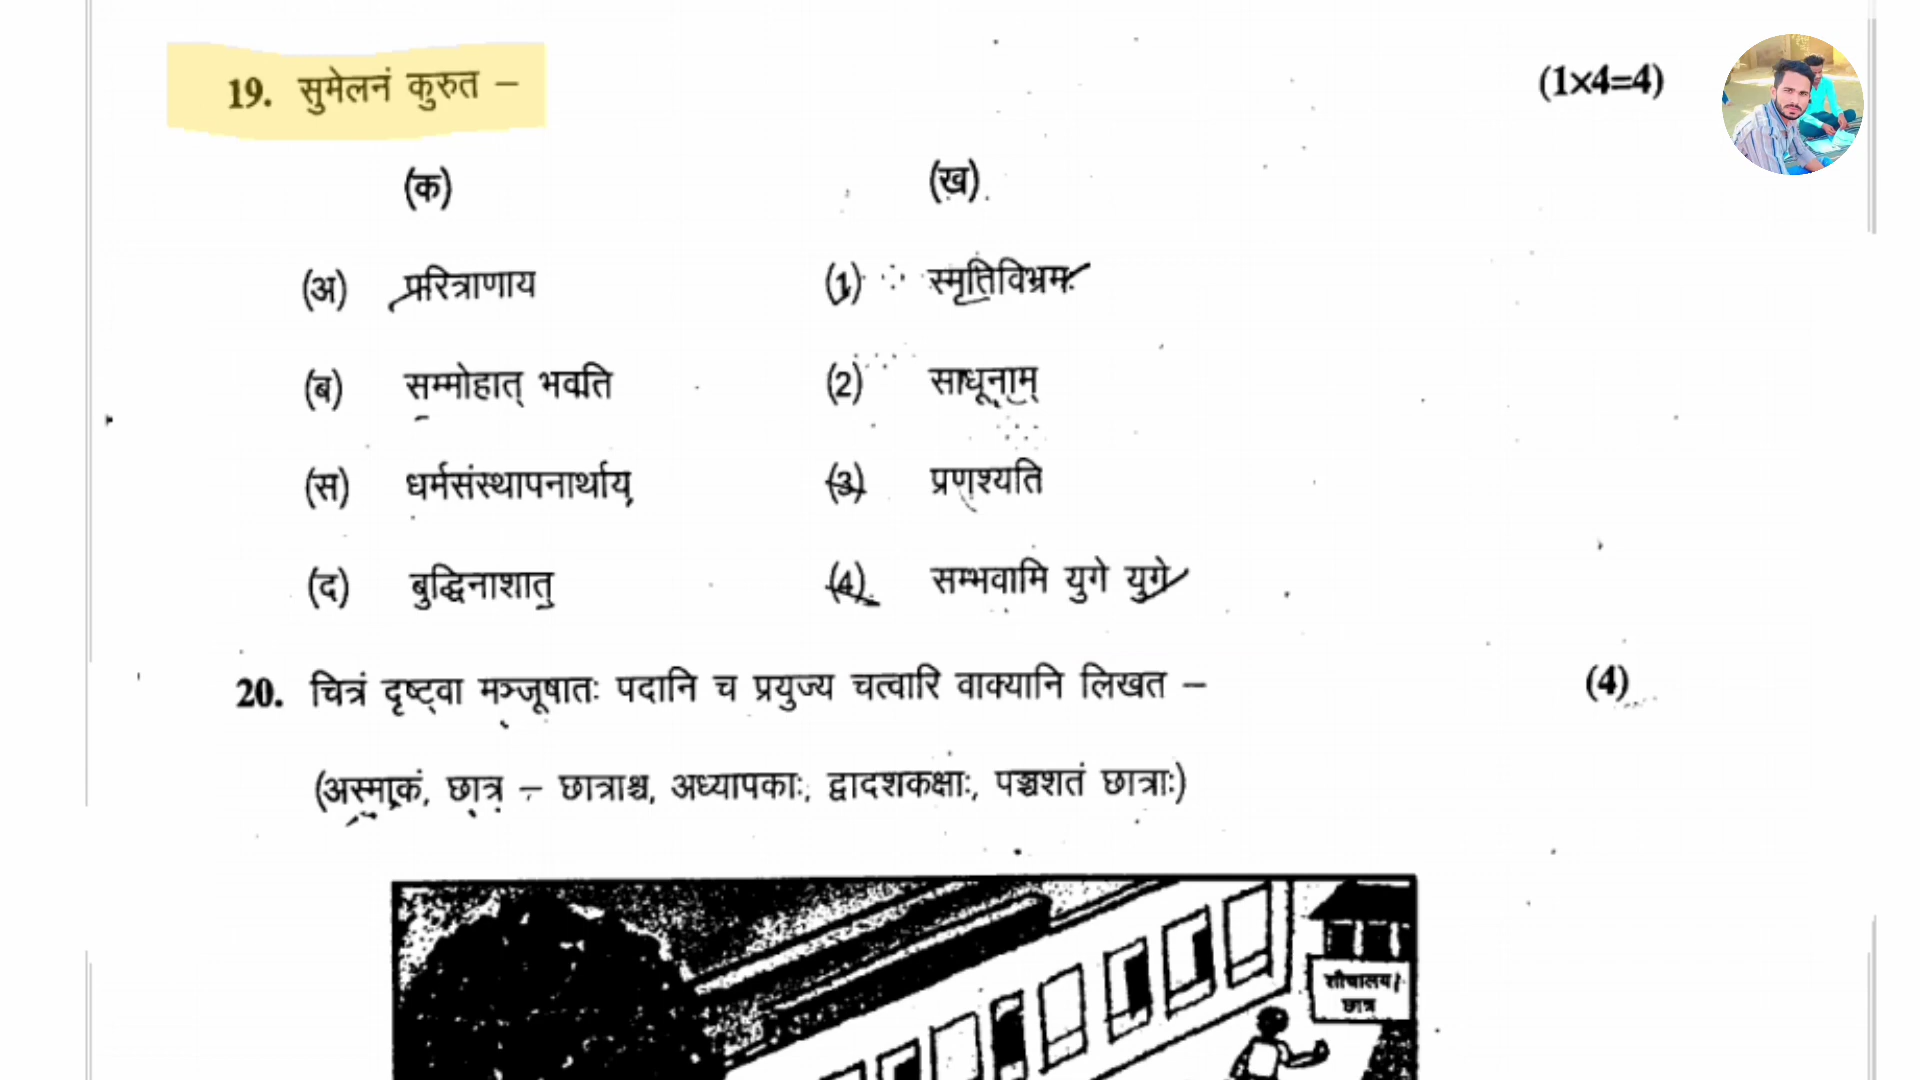 19. सुमेलनं कुरुत – (1×4=4)
(क) (ख)
(अ) परित्राणाय (1) स्मृतिविभ्रमः
(ब) सम्मोहात् भवति (2) साधूनाम्
(स) धर्मसंस्थापनार्थाय (3) प्रणश्यति
(द) बुद्धिनाशात् (4) सम्भवामि युगे युगे
20. चित्रं दृष्ट्वा मञ्जूषातः पदानि च प्रयुज्य चत्वारि वाक्यानि लिखत – (4)
(अस्माकं, छात्र – छात्राश्च, अध्यापकाः, द्वादशकक्षाः, पञ्चशतं छात्राः)
शौचालय/
छात्र